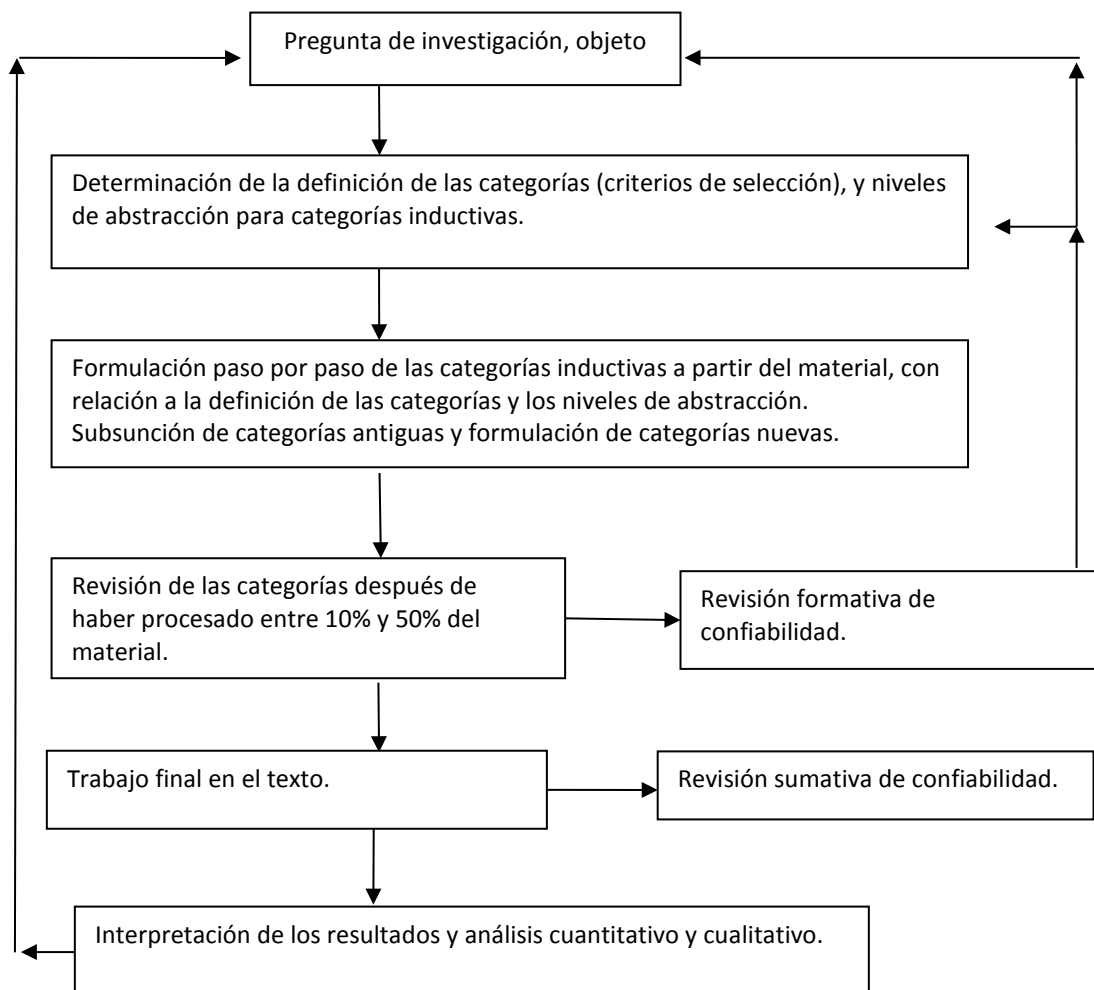 Pregunta de investigación, objeto
Determinación de la definición de las categorías (criterios de selección), y niveles
de abstracción para categorías inductivas.
Formulación paso por paso de las categorías inductivas a partir del material, con
relación a la definición de las categorías y los niveles de abstracción.
Subsunción de categorías antiguas y formulación de categorías nuevas.
Revisión de las categorías después de
haber procesado entre 10% y 50% del
material.
Revisión formativa de
confiabilidad.
Trabajo final en el texto.
Revisión sumativa de confiabilidad.
Interpretación de los resultados y análisis cuantitativo y cualitativo.